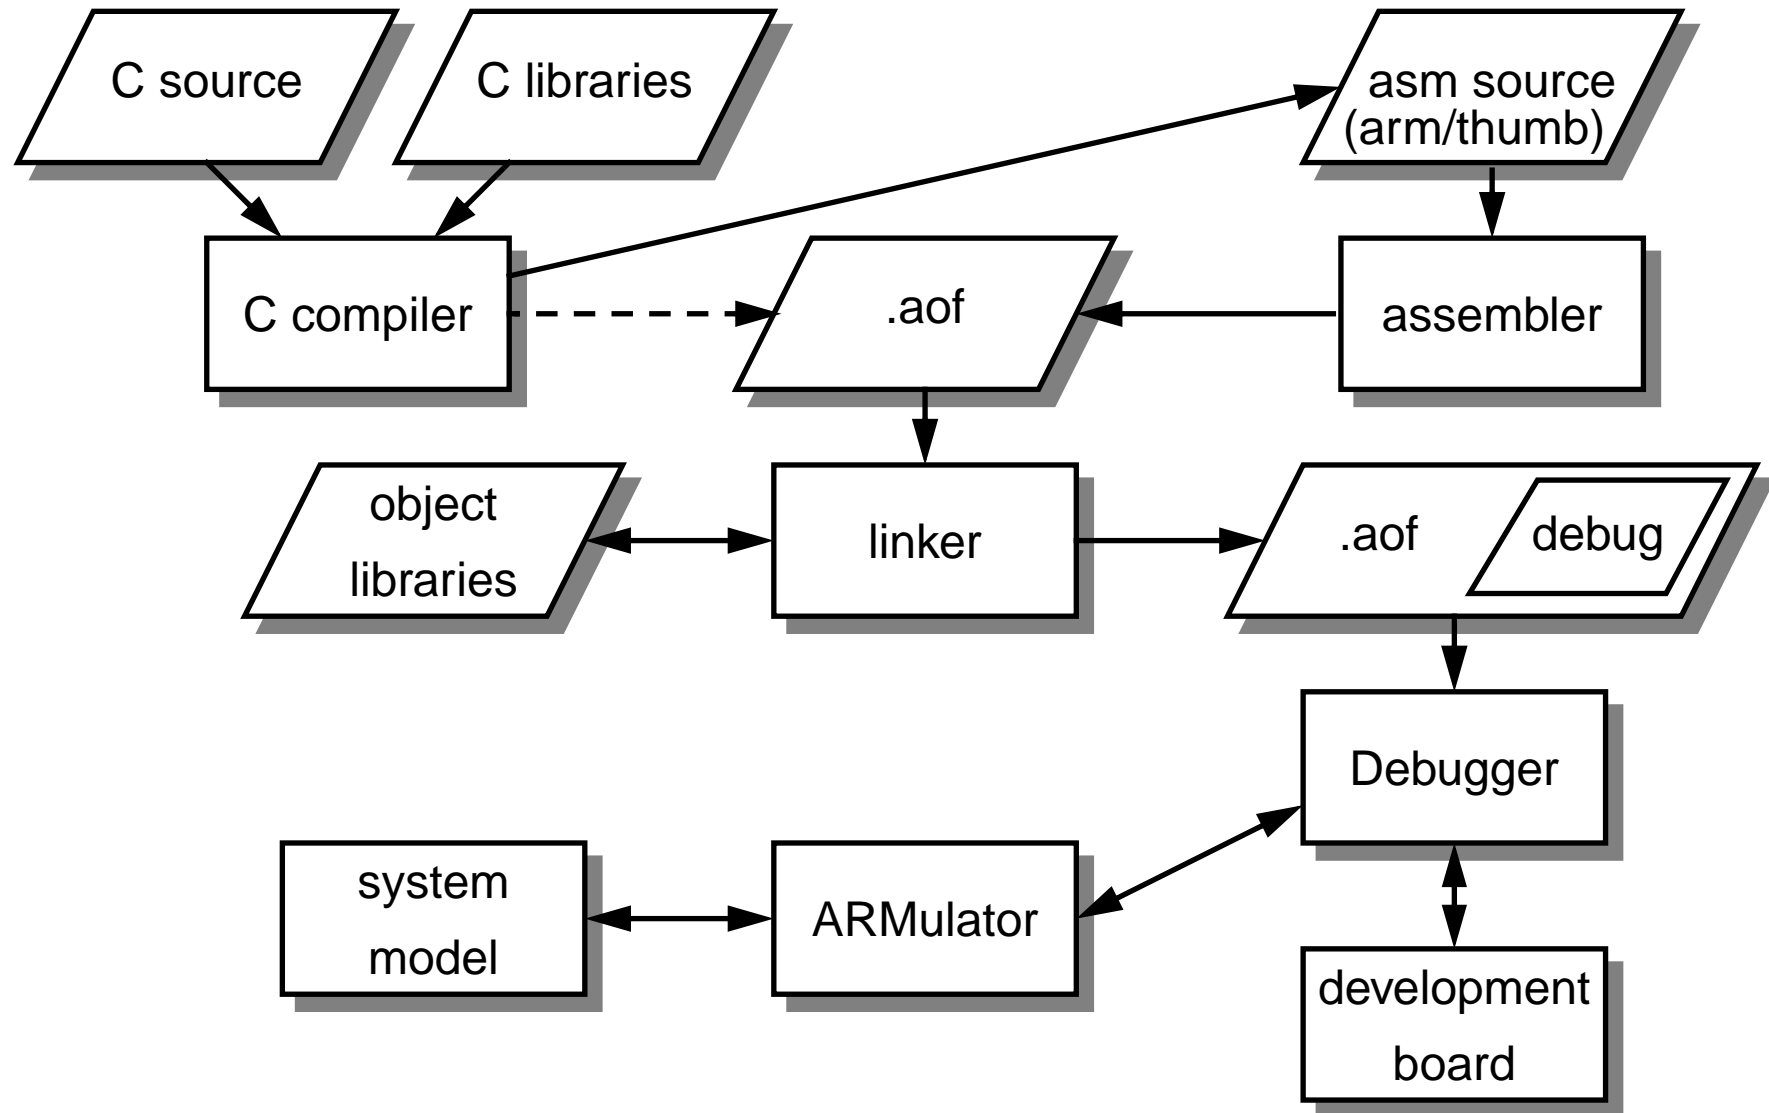 C source
C libraries
asm source
(arm/thumb)
C compiler
.aof
assembler
object
libraries
linker
.aof
debug
Debugger
system
model
ARMulator
development
board